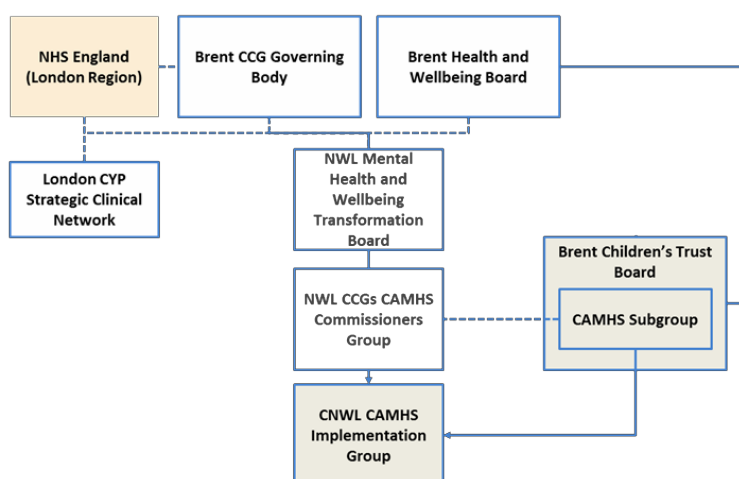 NHS England
(London Region)
Brent CCG Governing
Body
Brent Health and
Wellbeing Board
London CYP
Strategic Clinical
Network
NWL Mental
Health and
Wellbeing
Transformation
Board
Brent Children’s Trust
Board
NWL CCGs CAMHS
Commissioners
Group
CAMHS Subgroup
CNWL CAMHS
Implementation
Group